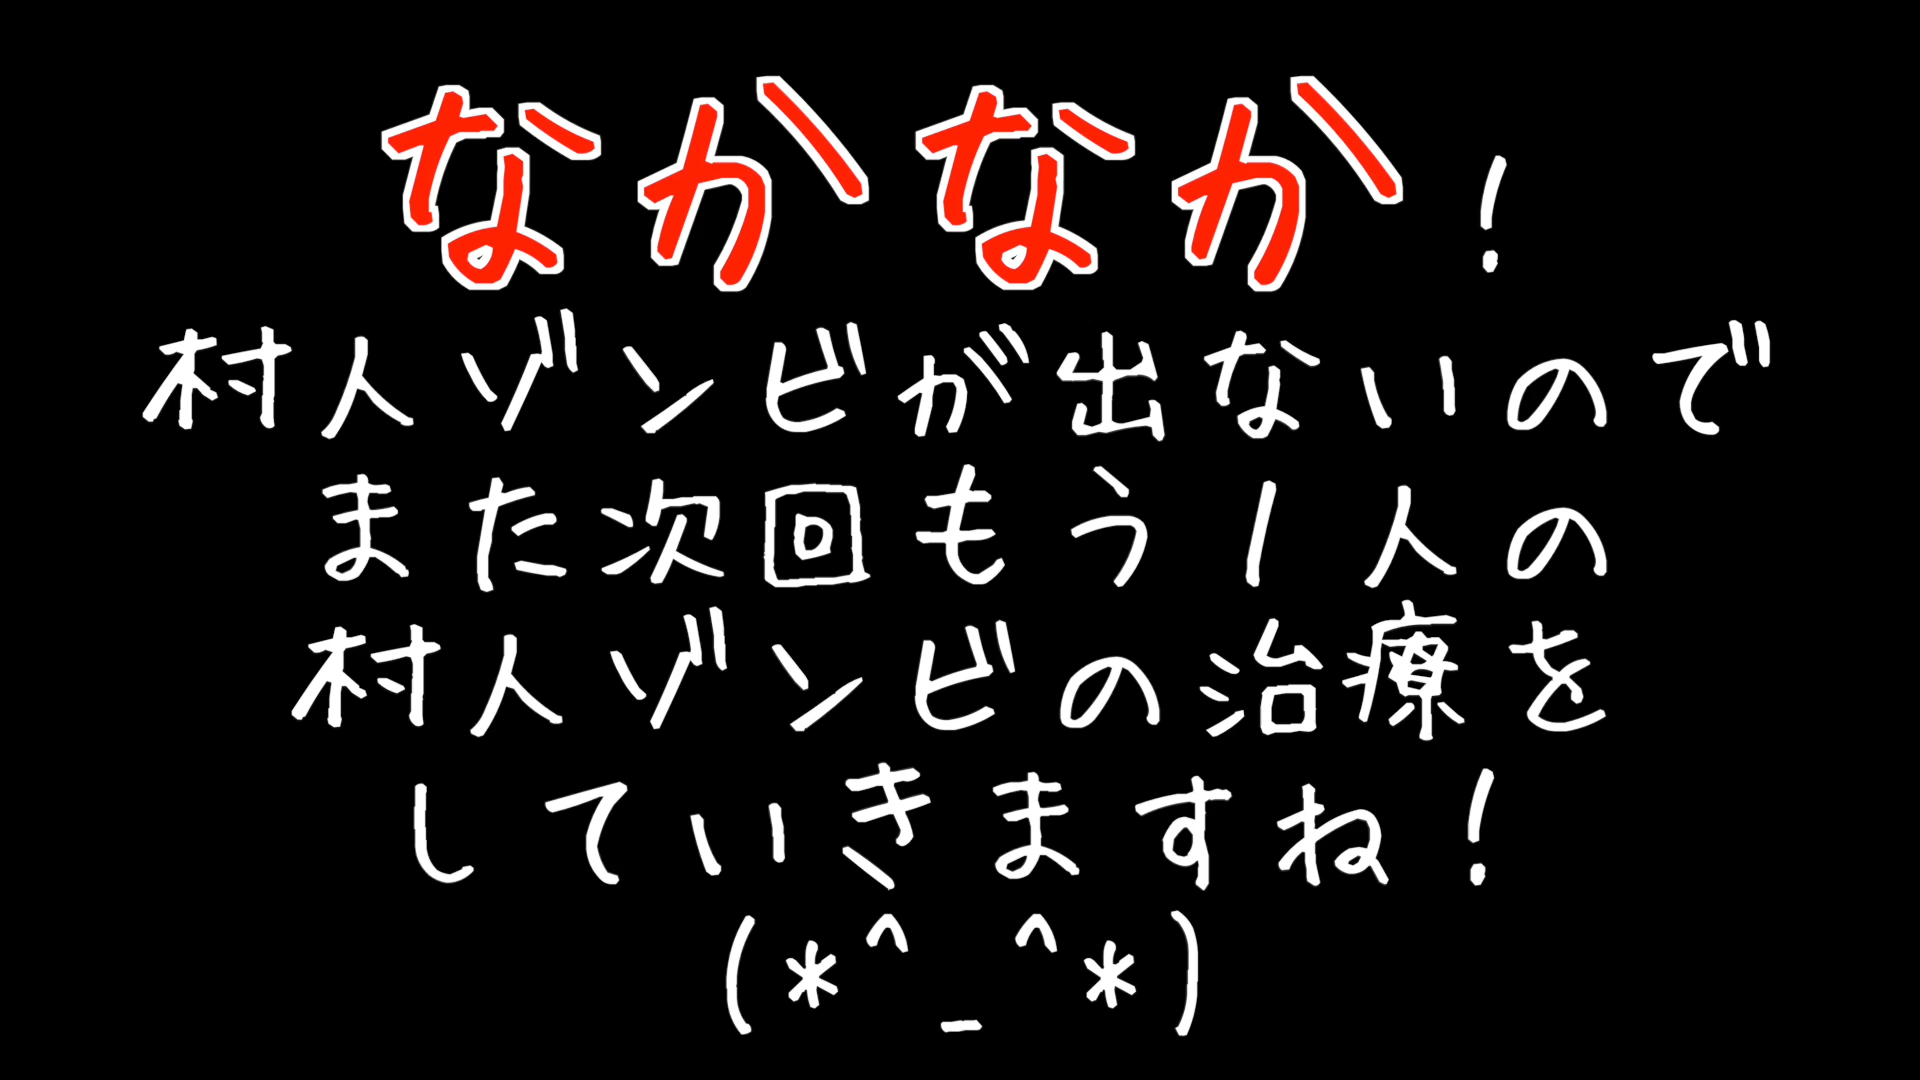 なかなか!
村人ゾンビが出ないので
また次回もう1人の
村人ゾンビの治療を
していきますね!
(*^_^*)